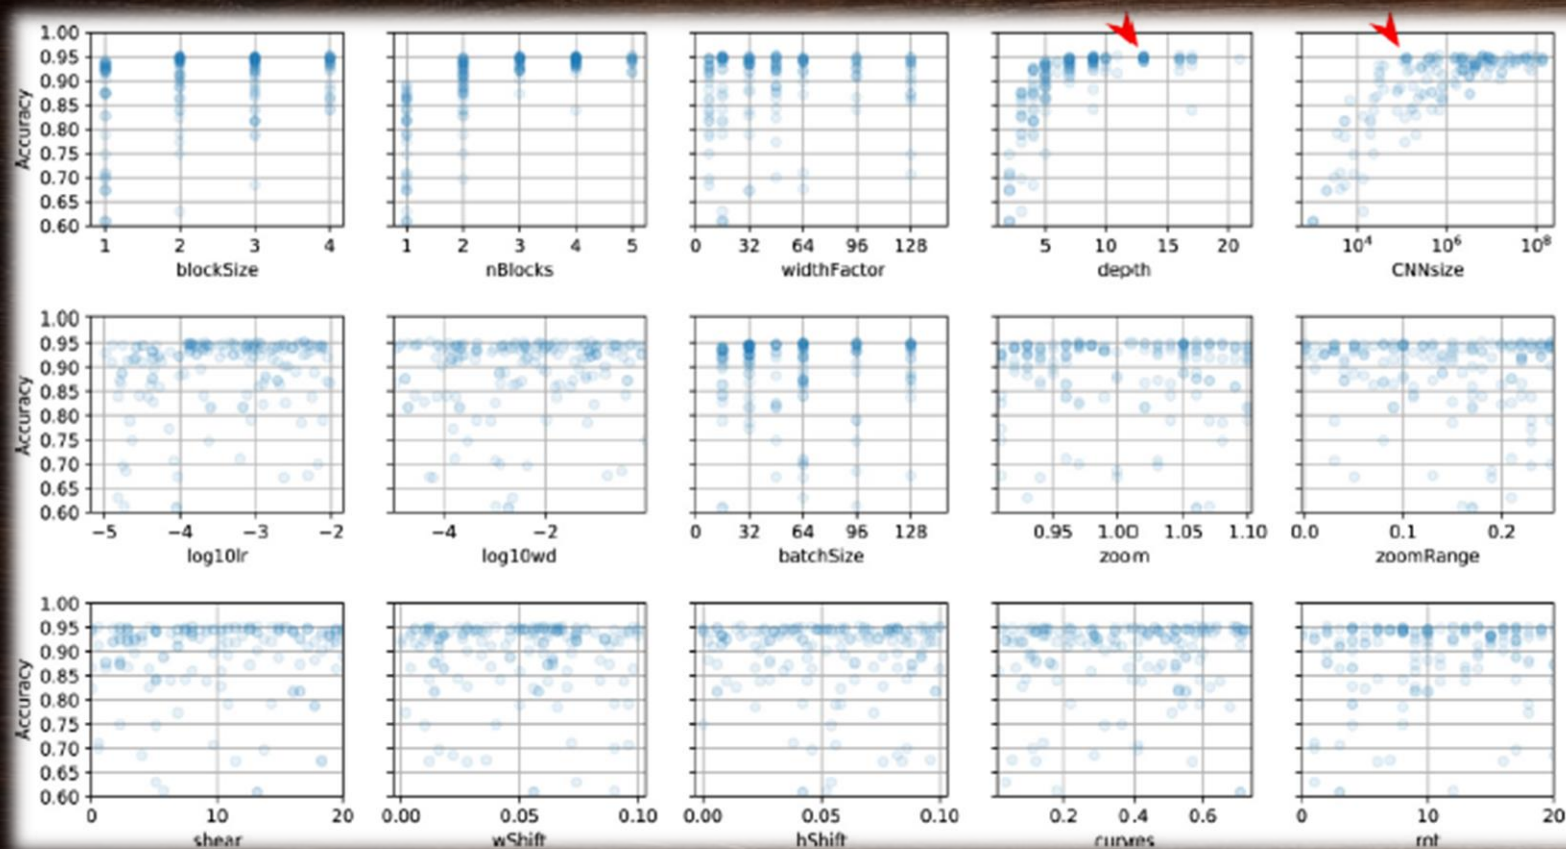 1.00
0.95
0.90
0.85
0.80
0.75
0.70
0.65
0.60
Accuracy
1 2 3 4
blockSize
1 2 3 4 5
nBlocks
0 32 64 96 128
widthFactor
5 10 15 20
depth
10⁴ 10⁶ 10⁸
CNNsize
1.00
0.95
0.90
0.85
0.80
0.75
0.70
0.65
0.60
Accuracy
−5 −4 −3 −2
log10lr
−4 −2
log10wd
0 32 64 96 128
batchSize
0.95 1.00 1.05 1.10
zoom
0.0 0.1 0.2
zoomRange
1.00
0.95
0.90
0.85
0.80
0.75
0.70
0.65
0.60
Accuracy
0 10 20
shear
0.00 0.05 0.10
wShift
0.00 0.05 0.10
hShift
0.2 0.4 0.6
curves
0 10 20
rot